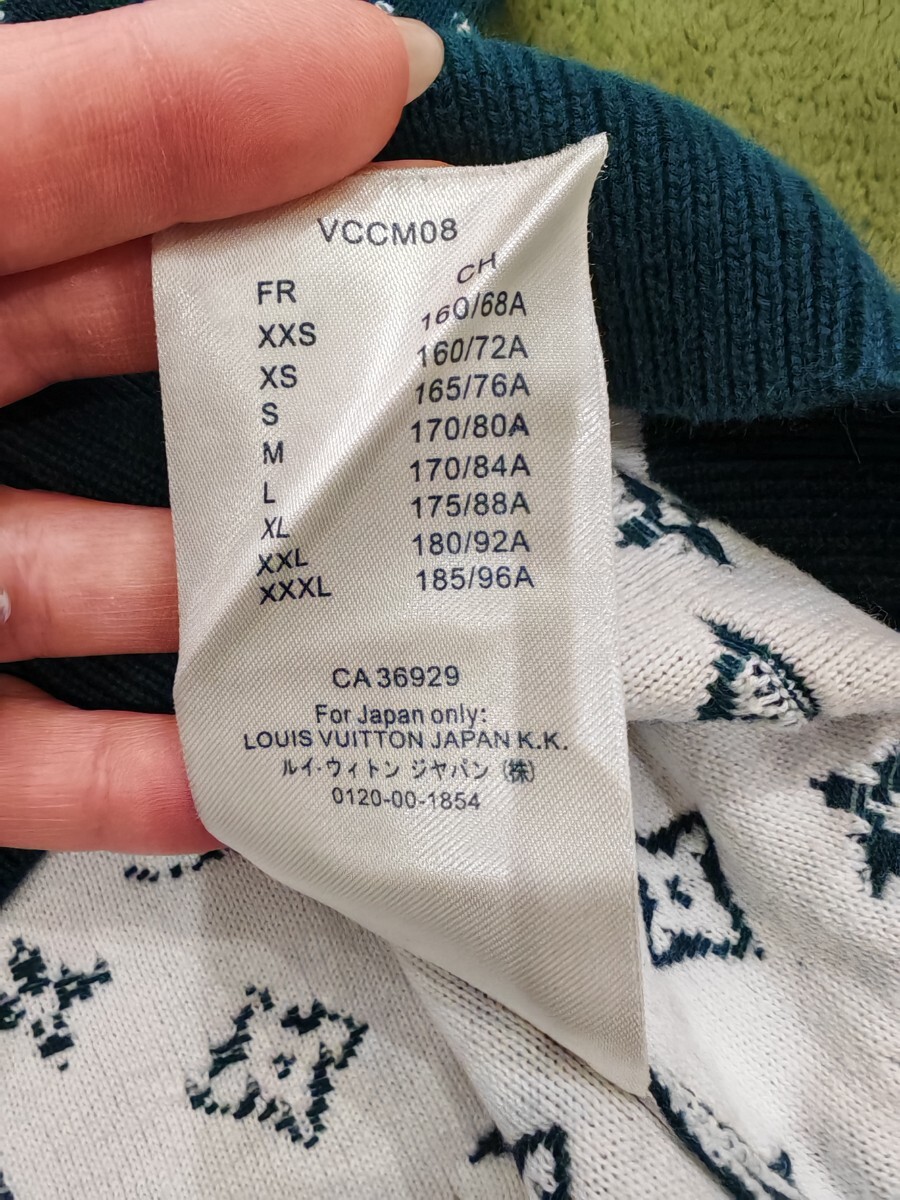 VCCM08
FR CH
XXS 160/68A
XS 160/72A
S 165/76A
M 170/80A
L 170/84A
XL 175/88A
XXL 180/92A
XXXL 185/96A
CA 36929
For Japan only:
LOUIS VUITTON JAPAN K.K.
ルイ・ウィトン ジャパン (株)
0120-00-1854